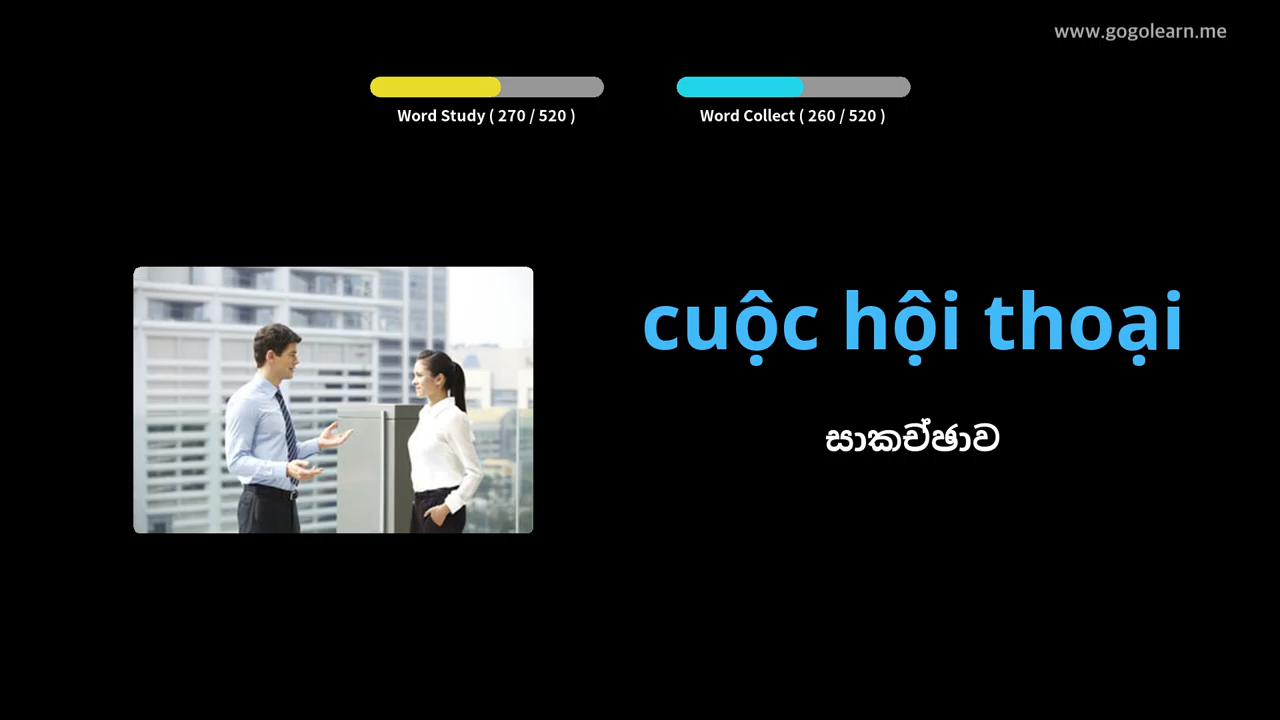 www.gogolearn.me
Word Study ( 270 / 520 )
Word Collect ( 260 / 520 )
cuộc hội thoại
සාකච්ඡාව